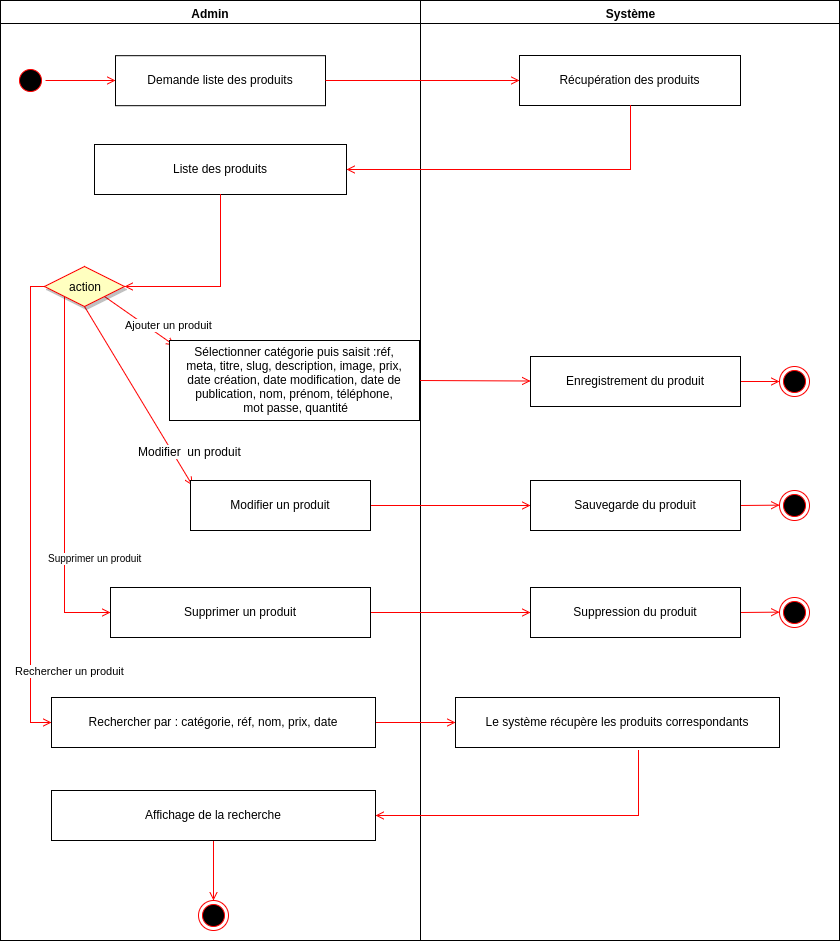 Admin
Système
Demande liste des produits
Récupération des produits
Liste des produits
action
Ajouter un produit
Sélectionner catégorie puis saisit :réf,
meta, titre, slug, description, image, prix,
date création, date modification, date de
publication, nom, prénom, téléphone,
mot passe, quantité
Enregistrement du produit
Modifier  un produit
Modifier un produit
Sauvegarde du produit
Supprimer un produit
Supprimer un produit
Suppression du produit
Rechercher un produit
Rechercher par : catégorie, réf, nom, prix, date
Le système récupère les produits correspondants
Affichage de la recherche